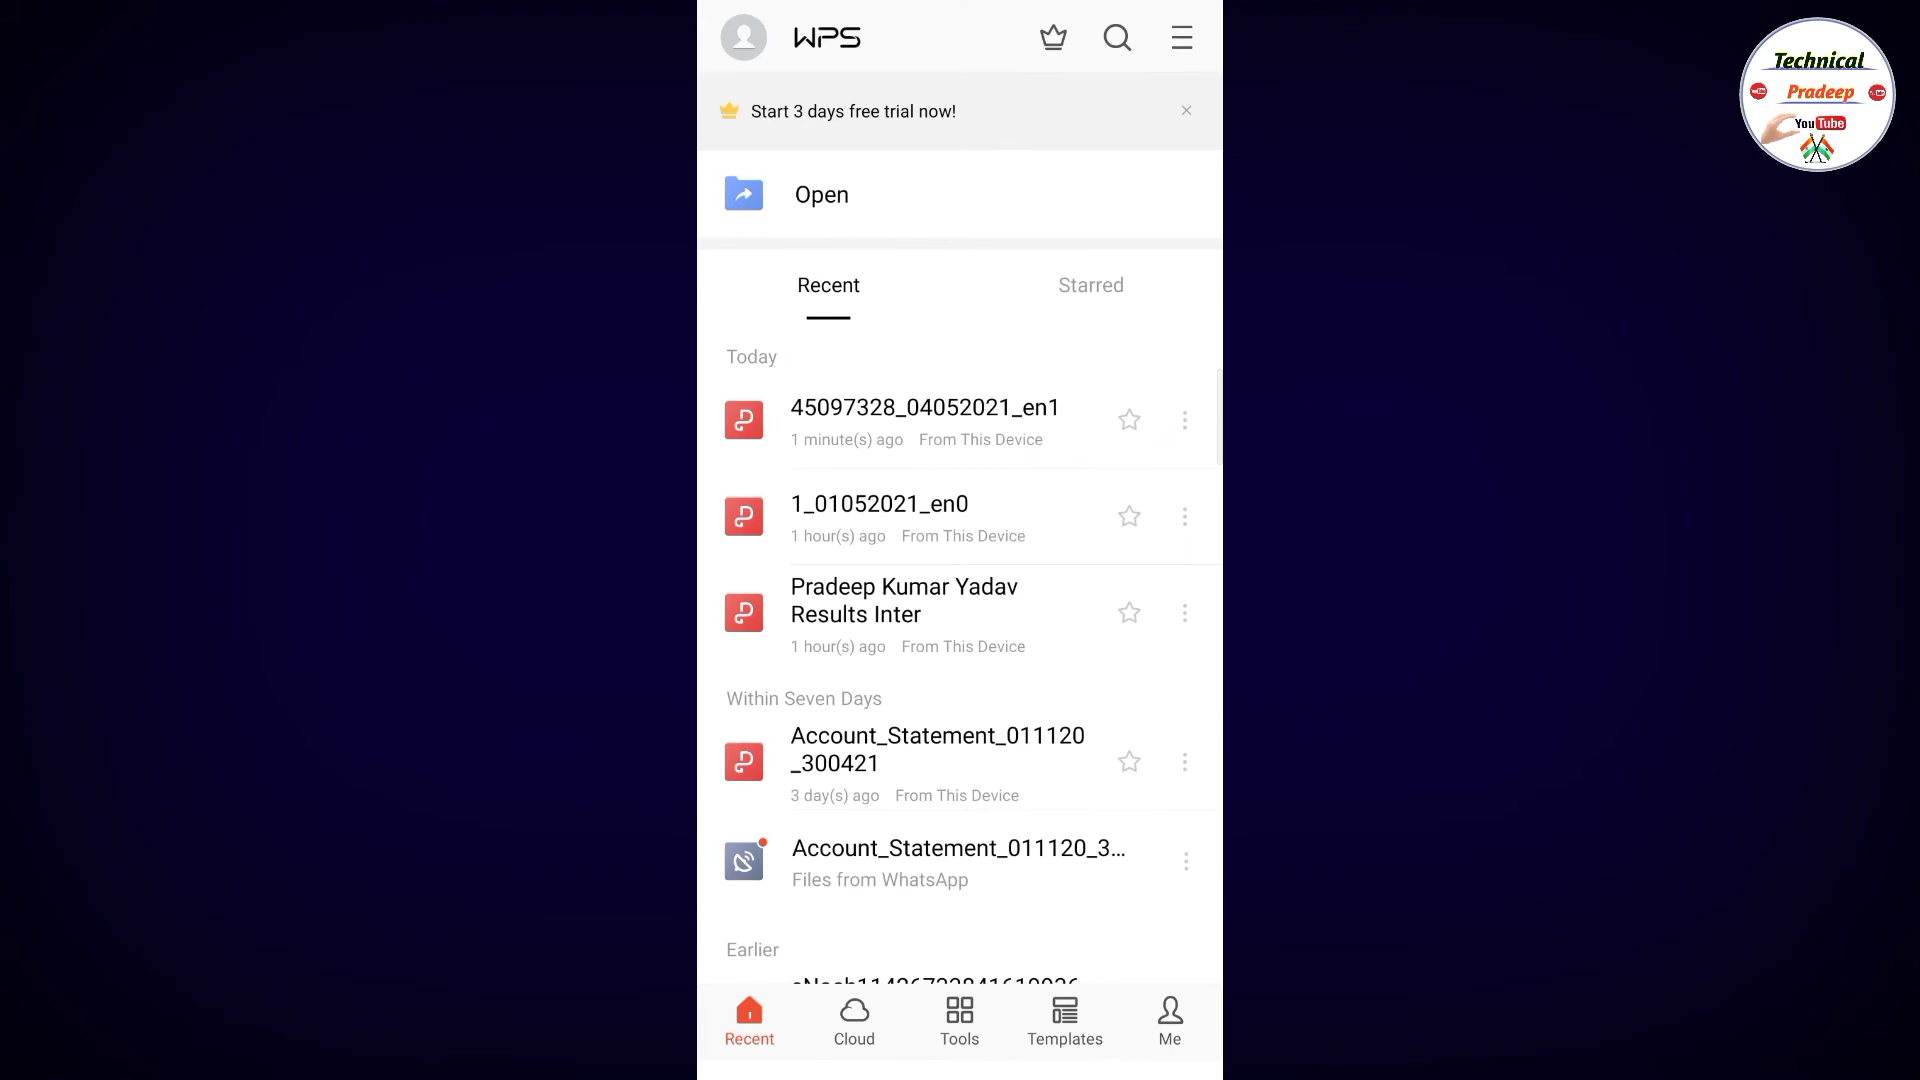 WPS
Start 3 days free trial now!
Open
Recent
Starred
Today
45097328_04052021_en1
1 minute(s) ago From This Device
1_01052021_en0
1 hour(s) ago From This Device
Pradeep Kumar Yadav
Results Inter
1 hour(s) ago From This Device
Within Seven Days
Account_Statement_011120
_300421
3 day(s) ago From This Device
Account_Statement_011120_3...
Files from WhatsApp
Earlier
Recent
Cloud
Tools
Templates
Me
Technical
Pradeep
YouTube